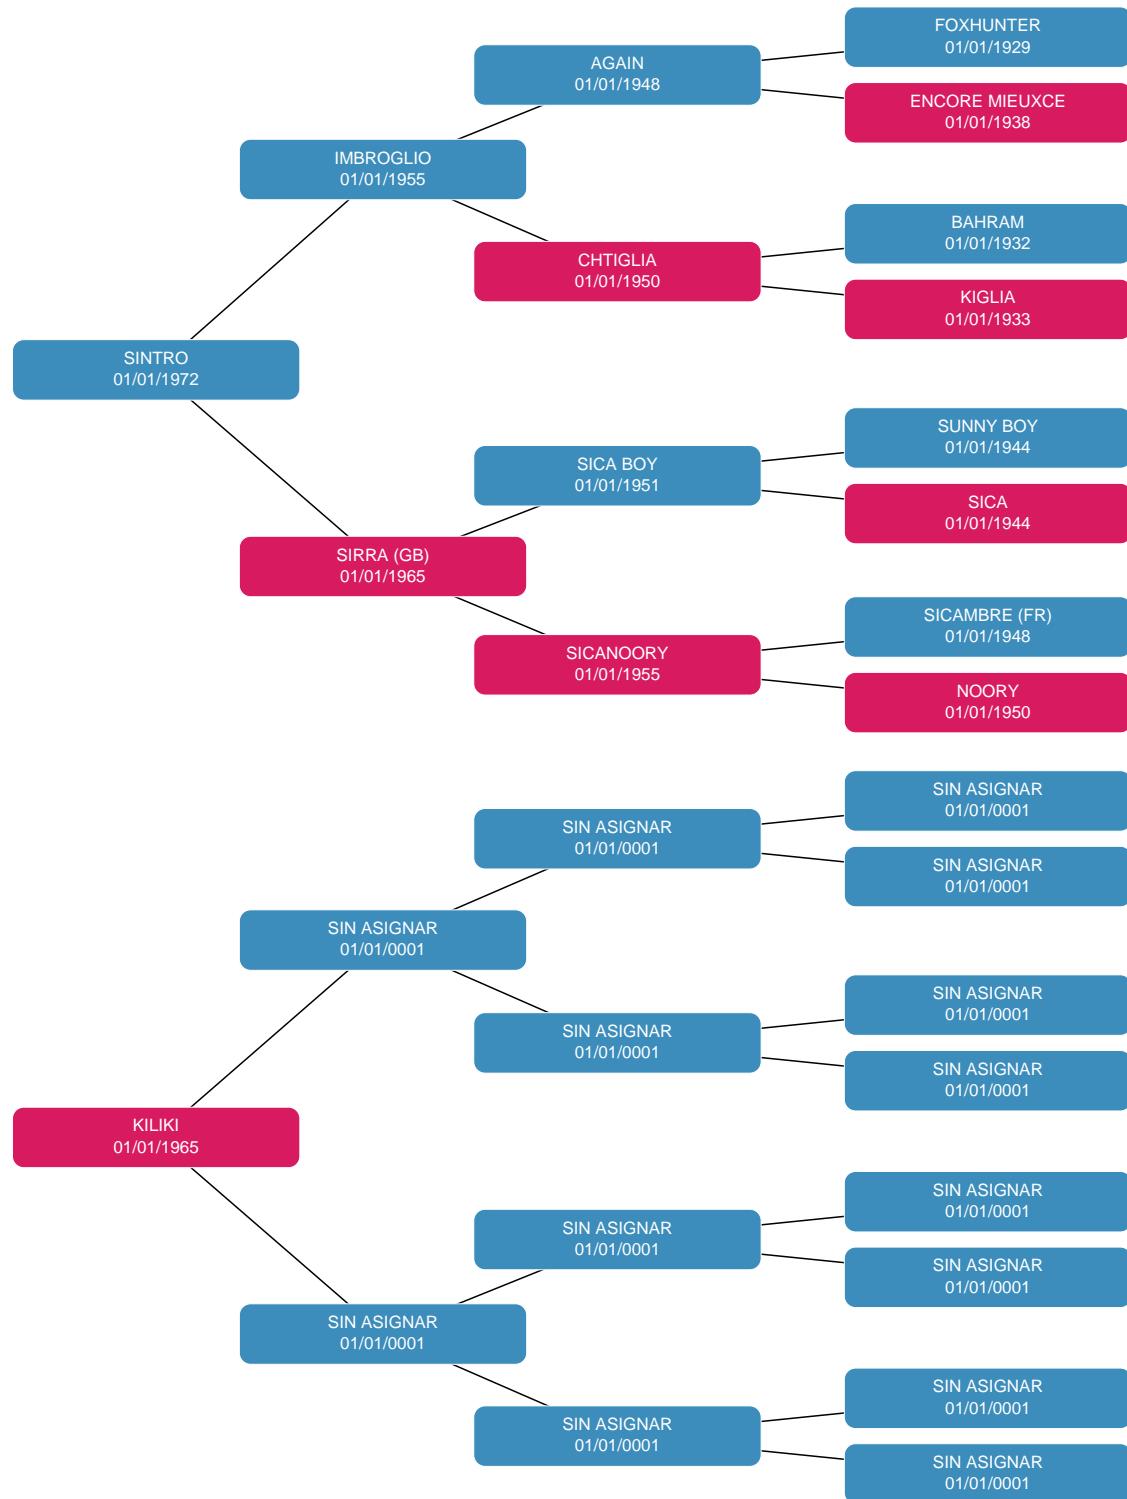 FOXHUNTER
01/01/1929
AGAIN
01/01/1948
ENCORE MIEUXCE
01/01/1938
IMBROGLIO
01/01/1955
BAHRAM
01/01/1932
CHTIGLIA
01/01/1950
KIGLIA
01/01/1933
SINTRO
01/01/1972
SUNNY BOY
01/01/1944
SICA BOY
01/01/1951
SICA
01/01/1944
SIRRA (GB)
01/01/1965
SICAMBRE (FR)
01/01/1948
SICANOORY
01/01/1955
NOORY
01/01/1950
SIN ASIGNAR
01/01/0001
SIN ASIGNAR
01/01/0001
SIN ASIGNAR
01/01/0001
SIN ASIGNAR
01/01/0001
SIN ASIGNAR
01/01/0001
SIN ASIGNAR
01/01/0001
SIN ASIGNAR
01/01/0001
KILIKI
01/01/1965
SIN ASIGNAR
01/01/0001
SIN ASIGNAR
01/01/0001
SIN ASIGNAR
01/01/0001
SIN ASIGNAR
01/01/0001
SIN ASIGNAR
01/01/0001
SIN ASIGNAR
01/01/0001
SIN ASIGNAR
01/01/0001